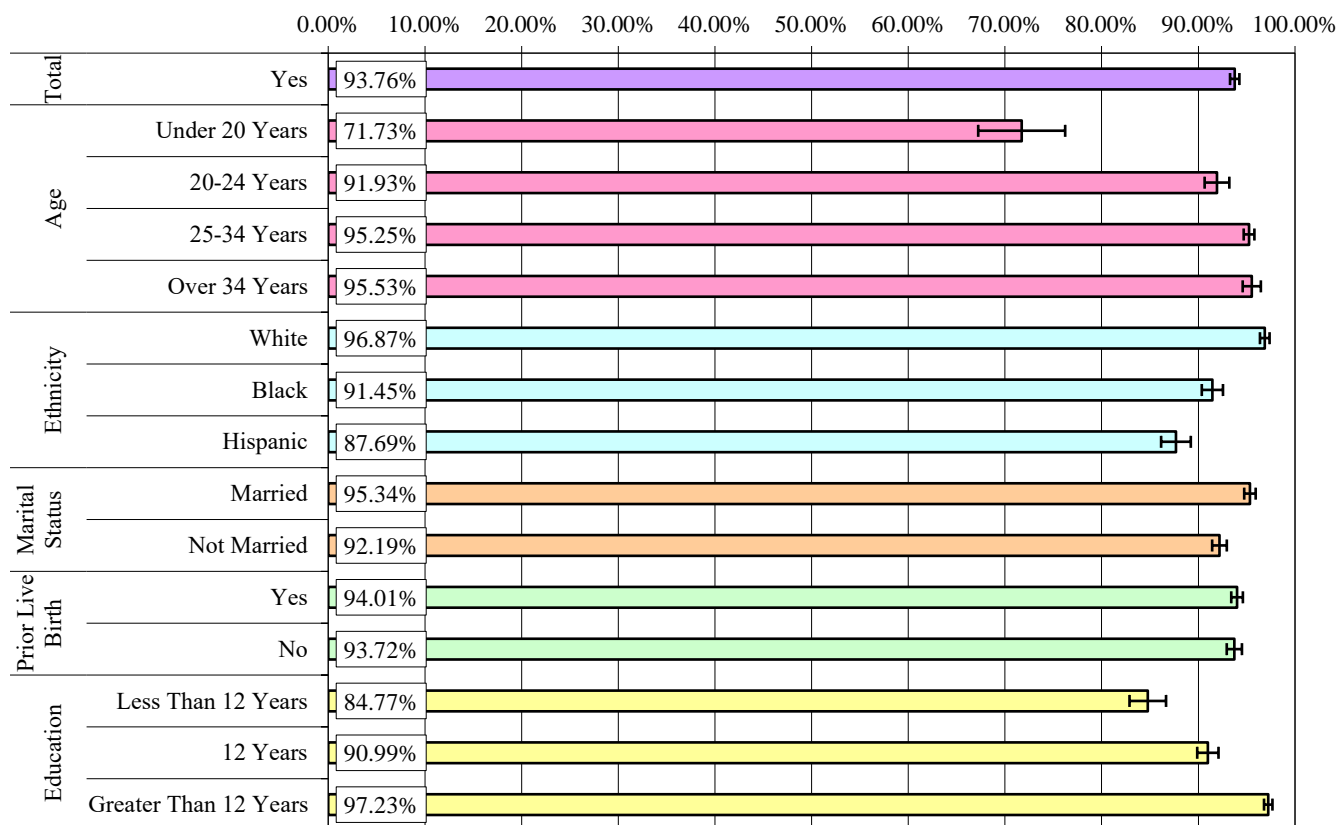 0.00% 10.00% 20.00% 30.00% 40.00% 50.00% 60.00% 70.00% 80.00% 90.00% 100.00%
Total
Yes 93.76%
Age
Under 20 Years 71.73%
20-24 Years 91.93%
25-34 Years 95.25%
Over 34 Years 95.53%
Ethnicity
White 96.87%
Black 91.45%
Hispanic 87.69%
Marital
Status
Married 95.34%
Not Married 92.19%
Prior Live
Birth
Yes 94.01%
No 93.72%
Education
Less Than 12 Years 84.77%
12 Years 90.99%
Greater Than 12 Years 97.23%